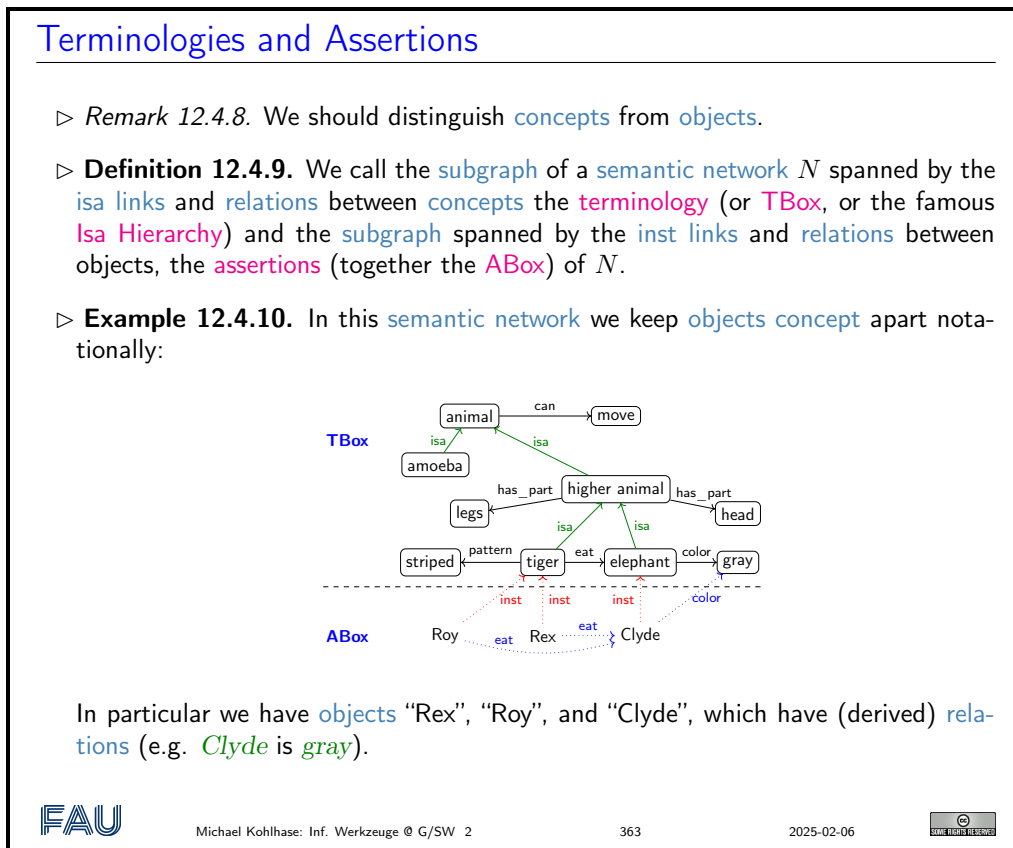 Terminologies and Assertions
▷ Remark 12.4.8. We should distinguish concepts from objects.
▷ Definition 12.4.9. We call the subgraph of a semantic network N spanned by the
isa links and relations between concepts the terminology (or TBox, or the famous
Isa Hierarchy) and the subgraph spanned by the inst links and relations between
objects, the assertions (together the ABox) of N.
▷ Example 12.4.10. In this semantic network we keep objects concept apart nota-
tionally:
can
animal move
TBox isa isa
amoeba
has_part higher animal has_part
legs head
isa isa
pattern eat color
striped tiger elephant gray
inst inst inst color
ABox Roy Rex eat Clyde
eat
In particular we have objects “Rex”, “Roy”, and “Clyde”, which have (derived) rela-
tions (e.g. Clyde is gray).
FAU Michael Kohlhase: Inf. Werkzeuge @ G/SW 2 363 2025-02-06 cc
SOME RIGHTS RESERVED